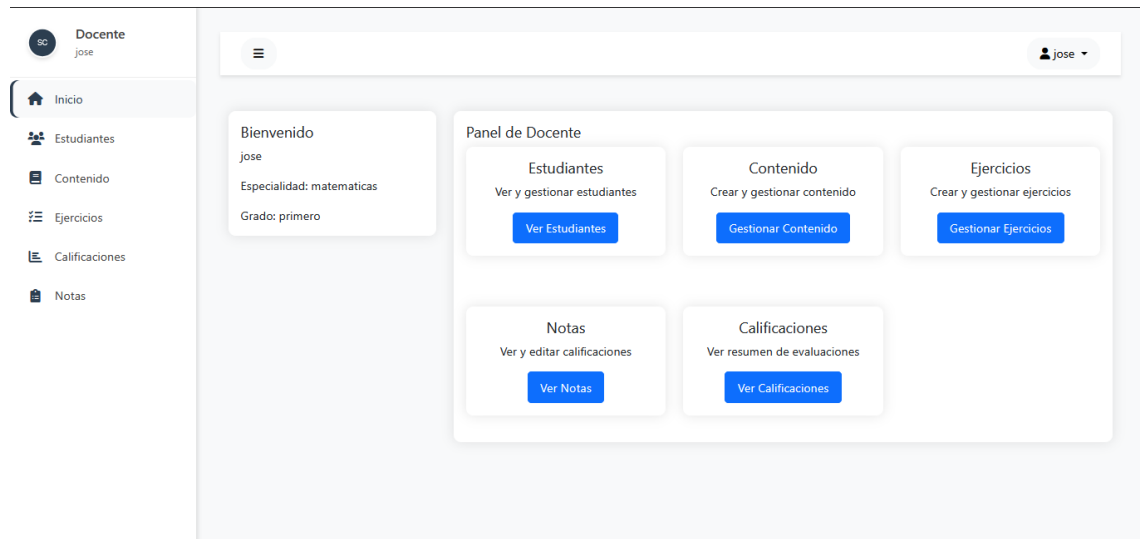 SC
Docente
jose
Inicio
Estudiantes
Contenido
Ejercicios
Calificaciones
Notas
jose
Bienvenido
jose
Especialidad: matematicas
Grado: primero
Panel de Docente
Estudiantes
Ver y gestionar estudiantes
Ver Estudiantes
Contenido
Crear y gestionar contenido
Gestionar Contenido
Ejercicios
Crear y gestionar ejercicios
Gestionar Ejercicios
Notas
Ver y editar calificaciones
Ver Notas
Calificaciones
Ver resumen de evaluaciones
Ver Calificaciones